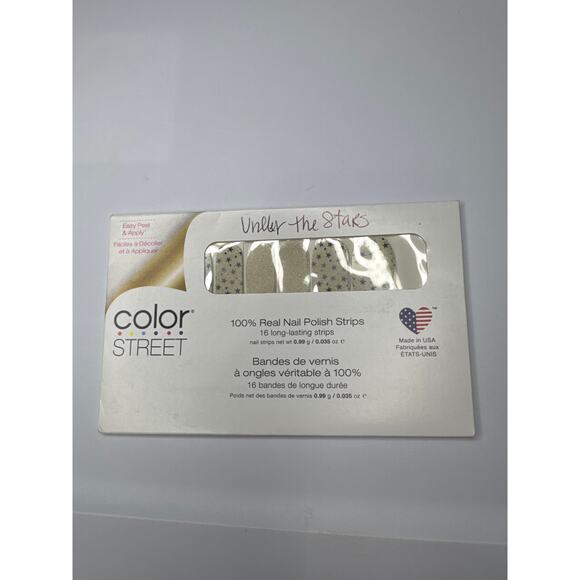 Under the Stars
Easy Peel
& Apply
Faciles à Décoller
et à Appliquer
color®
STREET
100% Real Nail Polish Strips
16 long-lasting strips
nail strips net wt 0.99 g / 0.035 oz ℮
Bandes de vernis
à ongles véritable à 100%
16 bandes de longue durée
Poids net des bandes de vernis 0.99 g / 0.035 oz ℮
™
Made in USA
Fabriquées aux
ÉTATS-UNIS